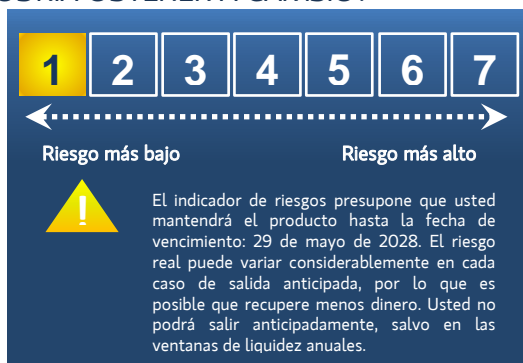 1 2 3 4 5 6 7
Riesgo más bajo Riesgo más alto
!
El indicador de riesgos presupone que usted
mantendrá el producto hasta la fecha de
vencimiento: 29 de mayo de 2028. El riesgo
real puede variar considerablemente en cada
caso de salida anticipada, por lo que es
posible que recupere menos dinero. Usted no
podrá salir anticipadamente, salvo en las
ventanas de liquidez anuales.